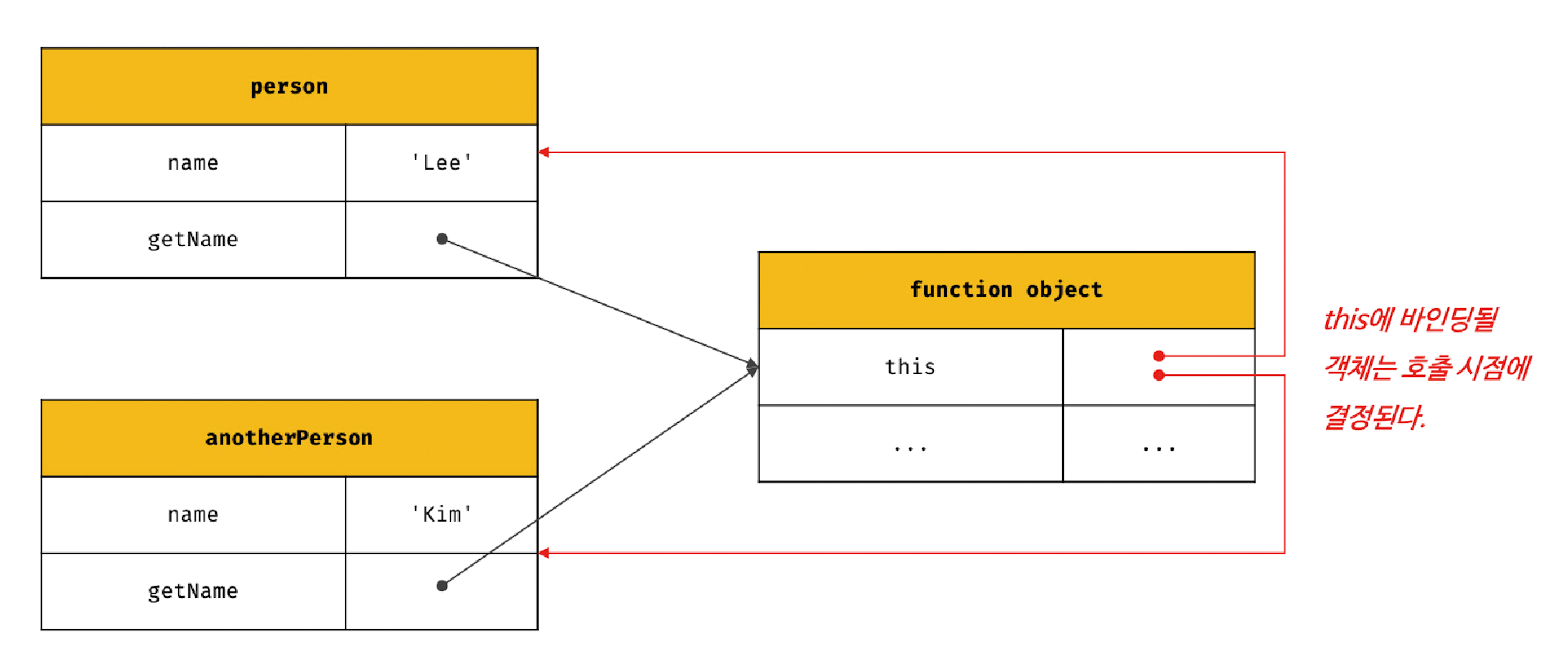 person
name 'Lee'
getName
function object
this
... ...
this에 바인딩될
객체는 호출 시점에
결정된다.
anotherPerson
name 'Kim'
getName